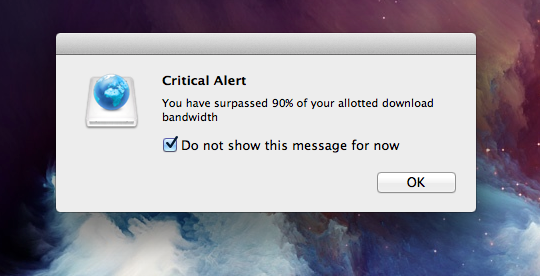 Critical Alert
You have surpassed 90% of your allotted download
bandwidth
Do not show this message for now
OK